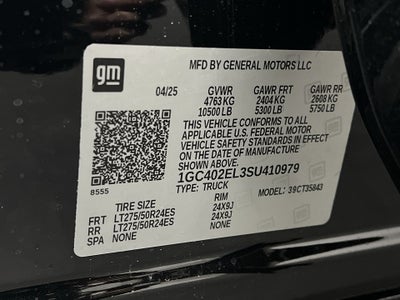 gm
MFD BY GENERAL MOTORS LLC
04/25 GVWR GAWR FRT GAWR RR
4763 KG 2404 KG 2608 KG
10500 LB 5300 LB 5750 LB
THIS VEHICLE CONFORMS TO ALL
APPLICABLE U.S. FEDERAL MOTOR
VEHICLE SAFETY STANDARDS IN
EFFECT ON THE DATE OF
MANUFACTURE SHOWN ABOVE.
1GC402EL3SU410979
8555
TYPE: TRUCK MODEL: 39CT35843
TIRE SIZE RIM
FRT LT275/50R24ES 24X9J
RR LT275/50R24ES 24X9J
SPA NONE NONE